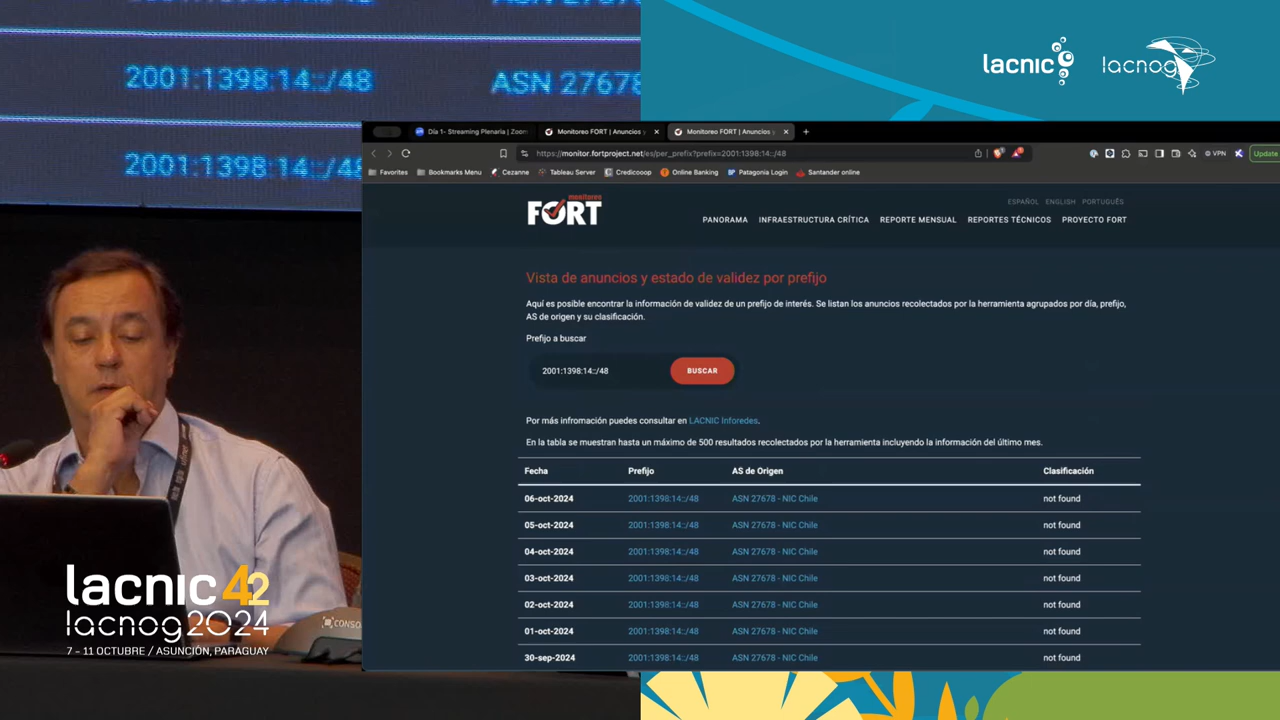 2001:1398:14::/48
ASN 27678
2001:1398:14::/48
lacnic
lacnog
Día 1- Streaming Plenaria | Zoom
Monitoreo FORT | Anuncios y
Monitoreo FORT | Anuncios y
https://monitor.fortproject.net/es/per_prefix?prefix=2001:1398:14::/48
VPN
Update
Favorites
Bookmarks Menu
Cezanne
Tableau Server
Credicooop
Online Banking
Patagonia Login
Santander online
monitoreo
FORT
ESPAÑOL ENGLISH PORTUGUÉS
PANORAMA INFRAESTRUCTURA CRÍTICA REPORTE MENSUAL REPORTES TÉCNICOS PROYECTO FORT
Vista de anuncios y estado de validez por prefijo
Aquí es posible encontrar la información de validez de un prefijo de interés. Se listan los anuncios recolectados por la herramienta agrupados por día, prefijo,
AS de origen y su clasificación.
Prefijo a buscar
2001:1398:14::/48
BUSCAR
Por más infromación puedes consultar en LACNIC Inforedes.
En la tabla se muestran hasta un máximo de 500 resultados recolectados por la herramienta incluyendo la información del último mes.
Fecha Prefijo AS de Origen Clasificación
06-oct-2024 2001:1398:14::/48 ASN 27678 - NIC Chile not found
05-oct-2024 2001:1398:14::/48 ASN 27678 - NIC Chile not found
04-oct-2024 2001:1398:14::/48 ASN 27678 - NIC Chile not found
03-oct-2024 2001:1398:14::/48 ASN 27678 - NIC Chile not found
02-oct-2024 2001:1398:14::/48 ASN 27678 - NIC Chile not found
01-oct-2024 2001:1398:14::/48 ASN 27678 - NIC Chile not found
30-sep-2024 2001:1398:14::/48 ASN 27678 - NIC Chile not found
lacnic 42
lacnog2024
7 – 11 OCTUBRE / ASUNCIÓN, PARAGUAY